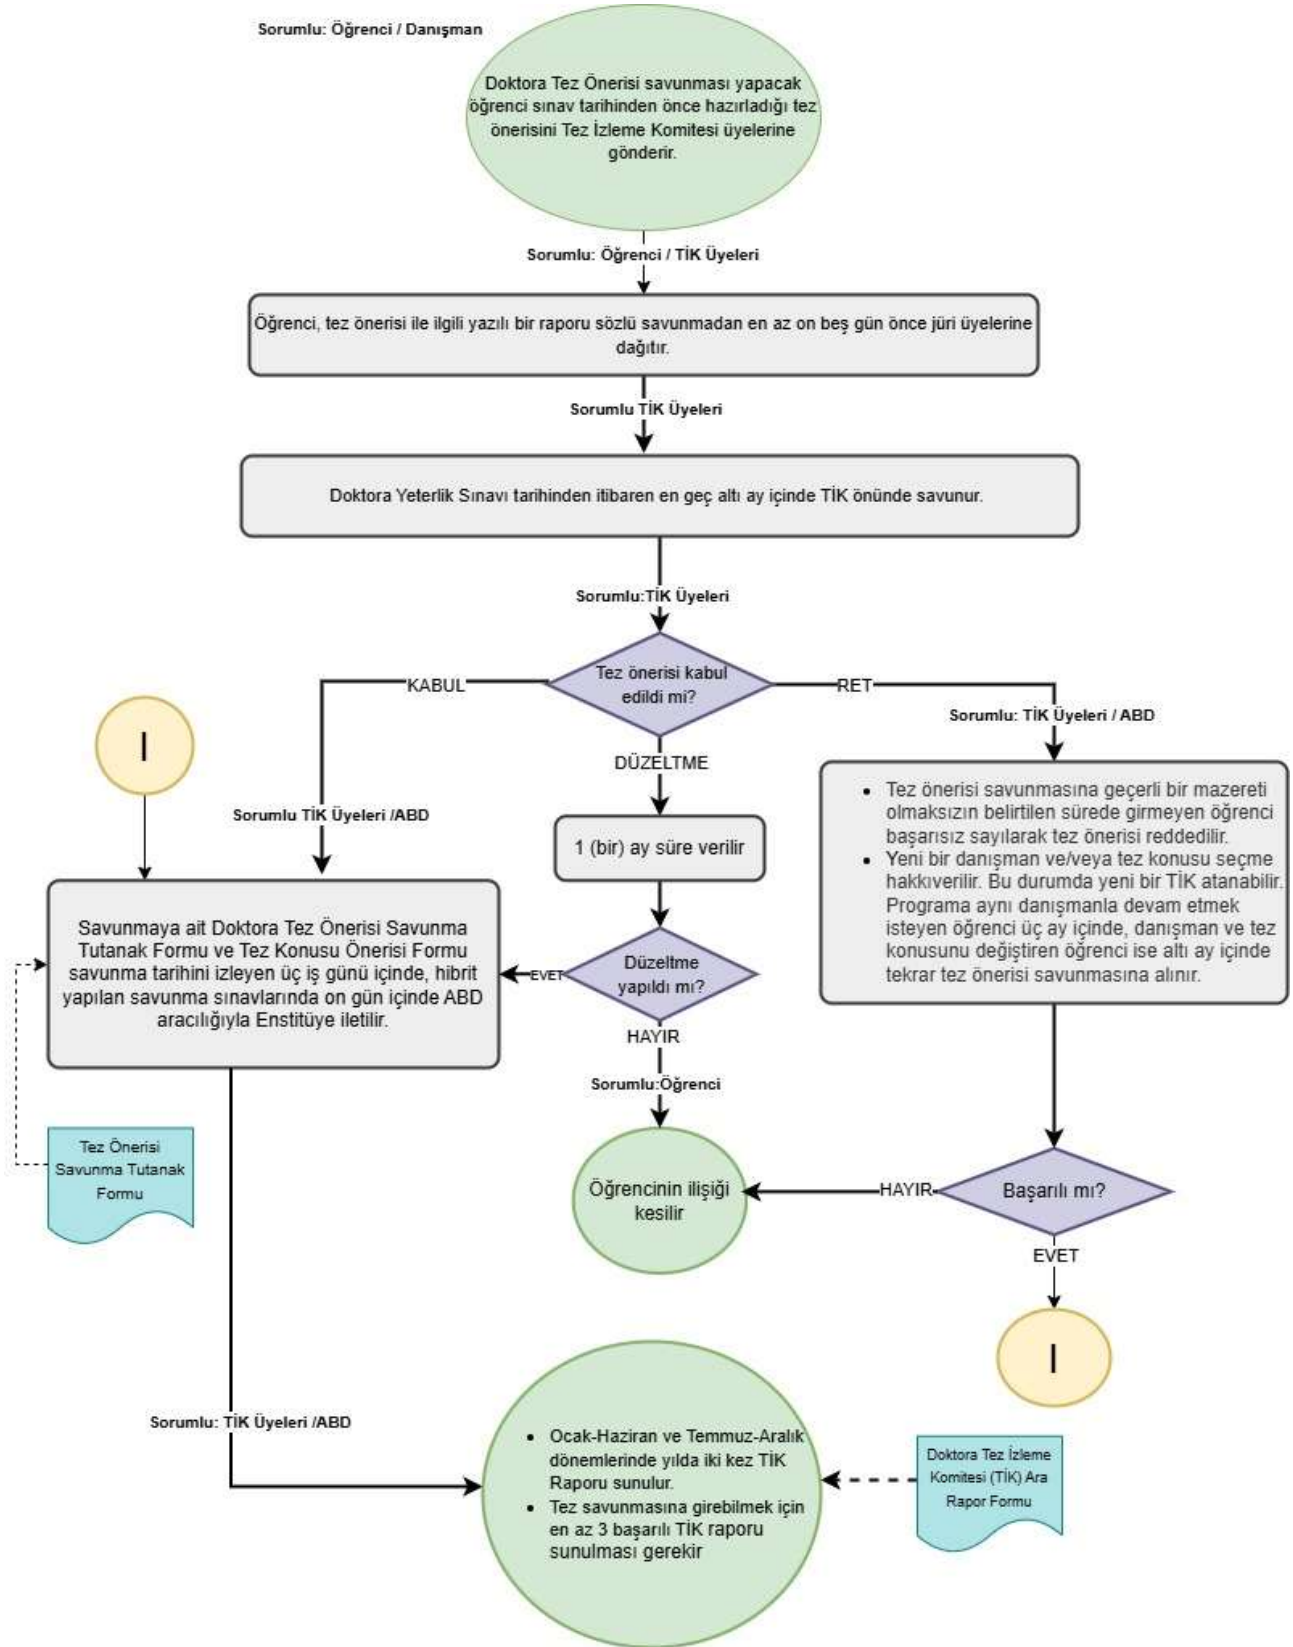 Sorumlu: Öğrenci / Danışman
Doktora Tez Önerisi savunması yapacak
öğrenci sınav tarihinden önce hazırladığı tez
önerisini Tez İzleme Komitesi üyelerine
gönderir.
Sorumlu: Öğrenci / TİK Üyeleri
Öğrenci, tez önerisi ile ilgili yazılı bir raporu sözlü savunmadan en az on beş gün önce jüri üyelerine
dağıtır.
Sorumlu TİK Üyeleri
Doktora Yeterlik Sınavı tarihinden itibaren en geç altı ay içinde TİK önünde savunur.
Sorumlu:TİK Üyeleri
Tez önerisi kabul
edildi mi?
KABUL
RET
DÜZELTME
Sorumlu: TİK Üyeleri / ABD
I
Sorumlu TİK Üyeleri /ABD
1 (bir) ay süre verilir
• Tez önerisi savunmasına geçerli bir mazereti
olmaksızın belirtilen sürede girmeyen öğrenci
başarısız sayılarak tez önerisi reddedilir.
• Yeni bir danışman ve/veya tez konusu seçme
hakkıverilir. Bu durumda yeni bir TİK atanabilir.
Programa aynı danışmanla devam etmek
isteyen öğrenci üç ay içinde, danışman ve tez
konusunu değiştiren öğrenci ise altı ay içinde
tekrar tez önerisi savunmasına alınır.
Savunmaya ait Doktora Tez Önerisi Savunma
Tutanak Formu ve Tez Konusu Önerisi Formu
savunma tarihini izleyen üç iş günü içinde, hibrit
yapılan savunma sınavlarında on gün içinde ABD
aracılığıyla Enstitüye iletilir.
EVET
Düzeltme
yapıldı mı?
HAYIR
Sorumlu:Öğrenci
Tez Önerisi
Savunma Tutanak
Formu
Öğrencinin ilişiği
kesilir
HAYIR
Başarılı mı?
EVET
I
Sorumlu: TİK Üyeleri /ABD
• Ocak-Haziran ve Temmuz-Aralık
dönemlerinde yılda iki kez TİK
Raporu sunulur.
• Tez savunmasına girebilmek için
en az 3 başarılı TİK raporu
sunulması gerekir
Doktora Tez İzleme
Komitesi (TİK) Ara
Rapor Formu